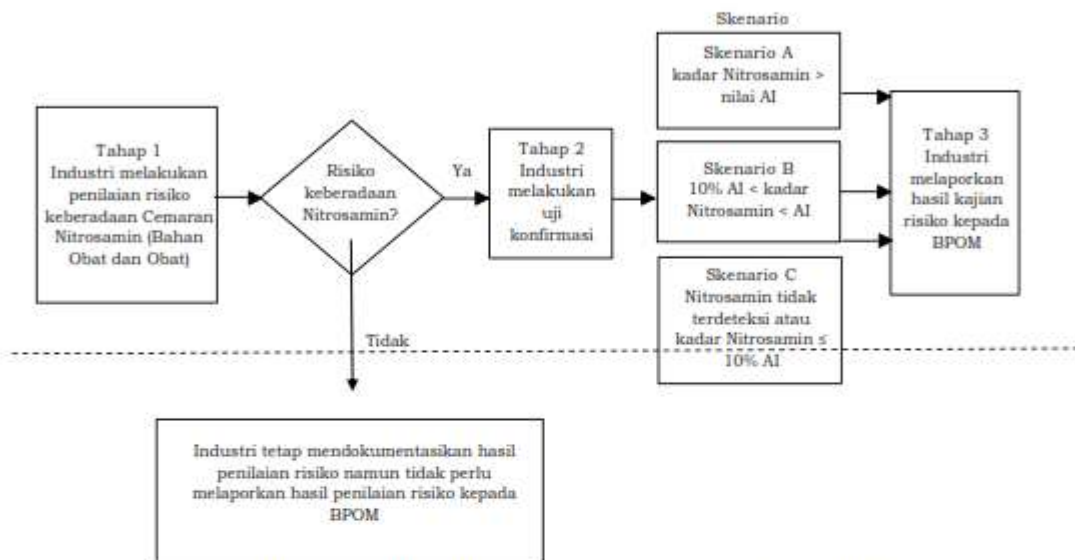 Skenario
Tahap 1
Industri melakukan
penilaian risiko
keberadaan Cemaran
Nitrosamin (Bahan
Obat dan Obat)
Risiko
keberadaan
Nitrosamin?
Ya
Tidak
Tahap 2
Industri
melakukan
uji
konfirmasi
Skenario A
kadar Nitrosamin >
nilai AI
Skenario B
10% AI < kadar
Nitrosamin < AI
Skenario C
Nitrosamin tidak
terdeteksi atau
kadar Nitrosamin ≤
10% AI
Tahap 3
Industri
melaporkan
hasil kajian
risiko kepada
BPOM
Industri tetap mendokumentasikan hasil
penilaian risiko namun tidak perlu
melaporkan hasil penilaian risiko kepada
BPOM